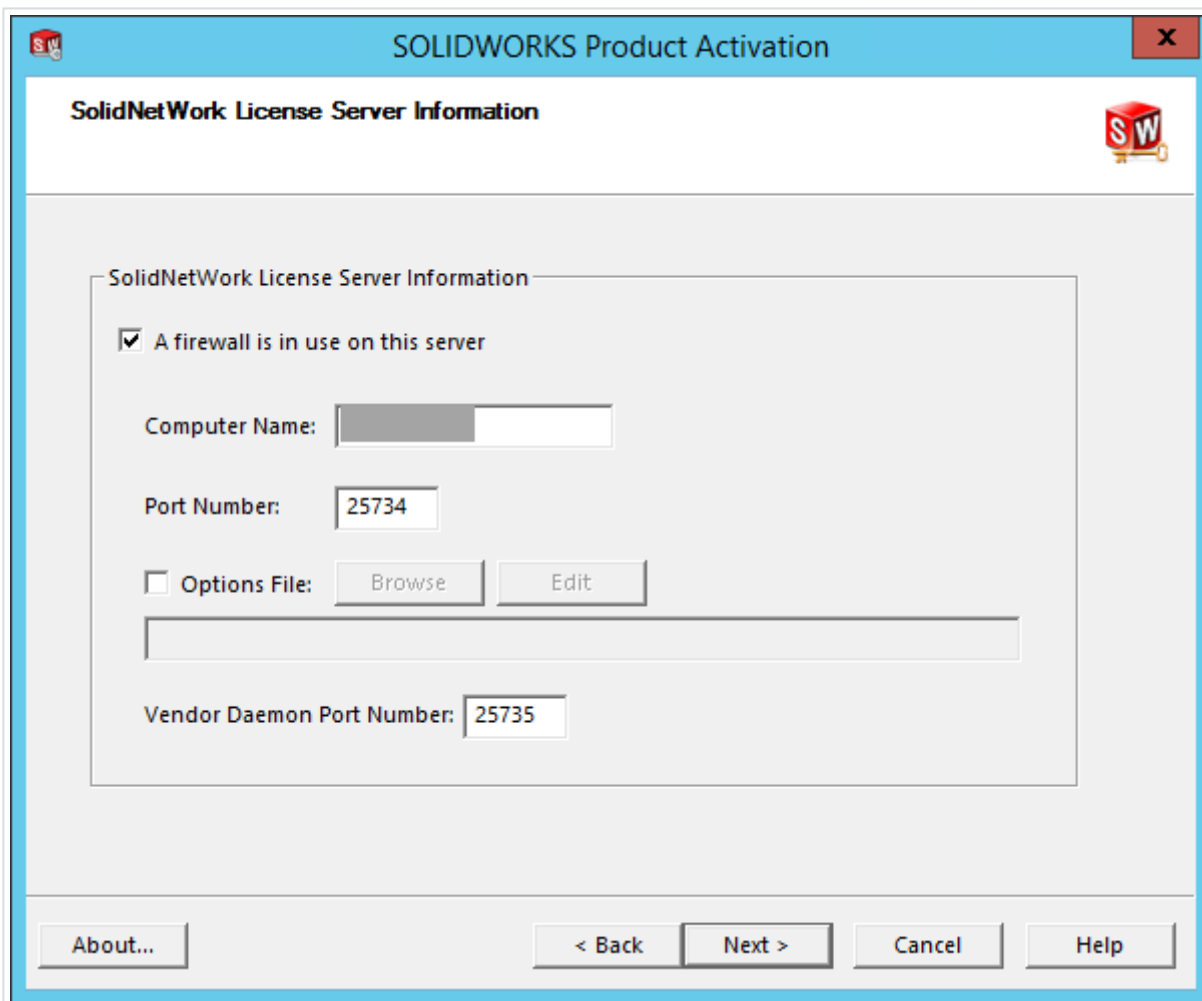 SOLIDWORKS Product Activation
x
SolidNetWork License Server Information
SW
SolidNetWork License Server Information
A firewall is in use on this server
Computer Name:
Port Number: 25734
Options File: Browse Edit
Vendor Daemon Port Number: 25735
About... < Back Next > Cancel Help